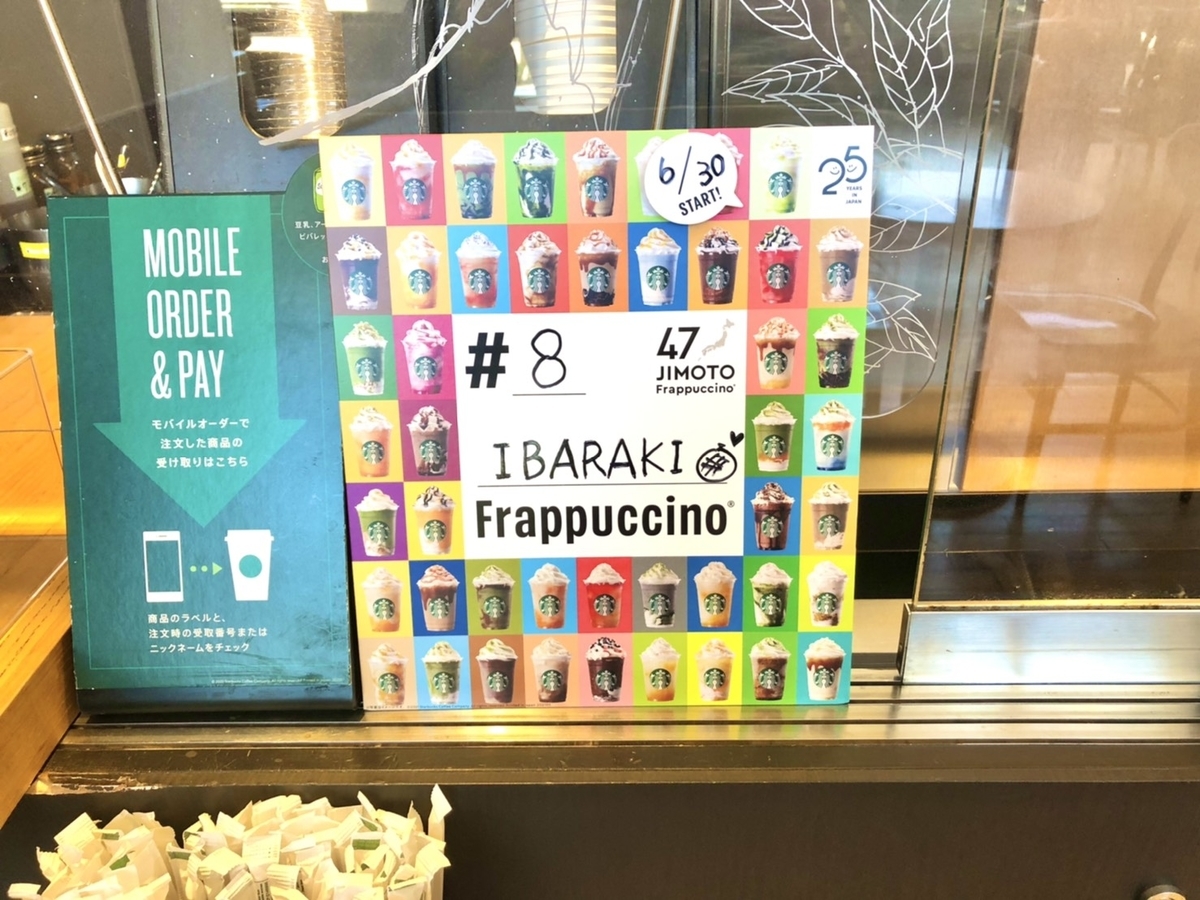 MOBILE
ORDER
& PAY
モバイルオーダーで
注文した商品の
受け取りはこちら
商品のラベルと、
注文時の受取番号または
ニックネームをチェック
6/30
START!
25
YEARS
IN
JAPAN
#8
47
JIMOTO
Frappuccino®
IBARAKI
Frappuccino®